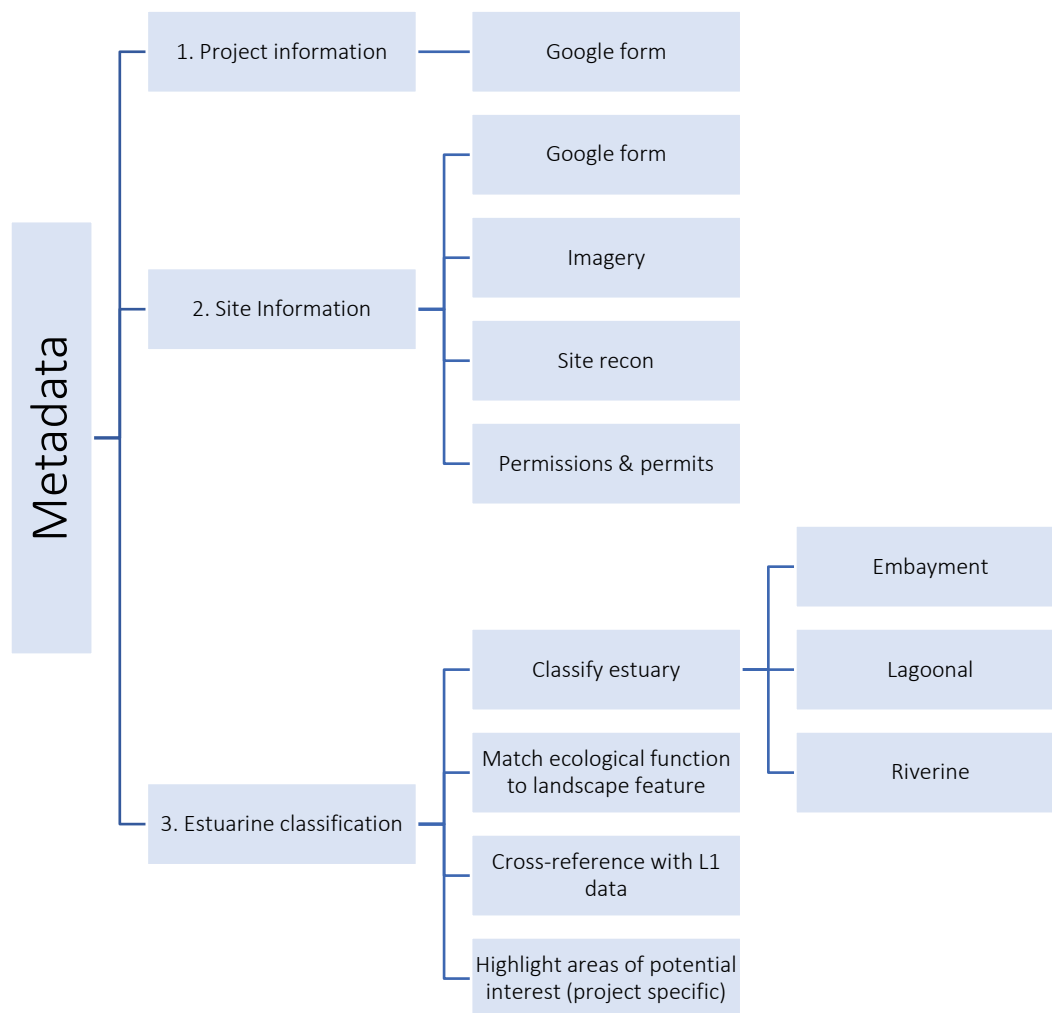 Metadata
1. Project information
Google form
2. Site Information
Google form
Imagery
Site recon
Permissions & permits
3. Estuarine classification
Classify estuary
Embayment
Lagoonal
Riverine
Match ecological function
to landscape feature
Cross-reference with L1
data
Highlight areas of potential
interest (project specific)